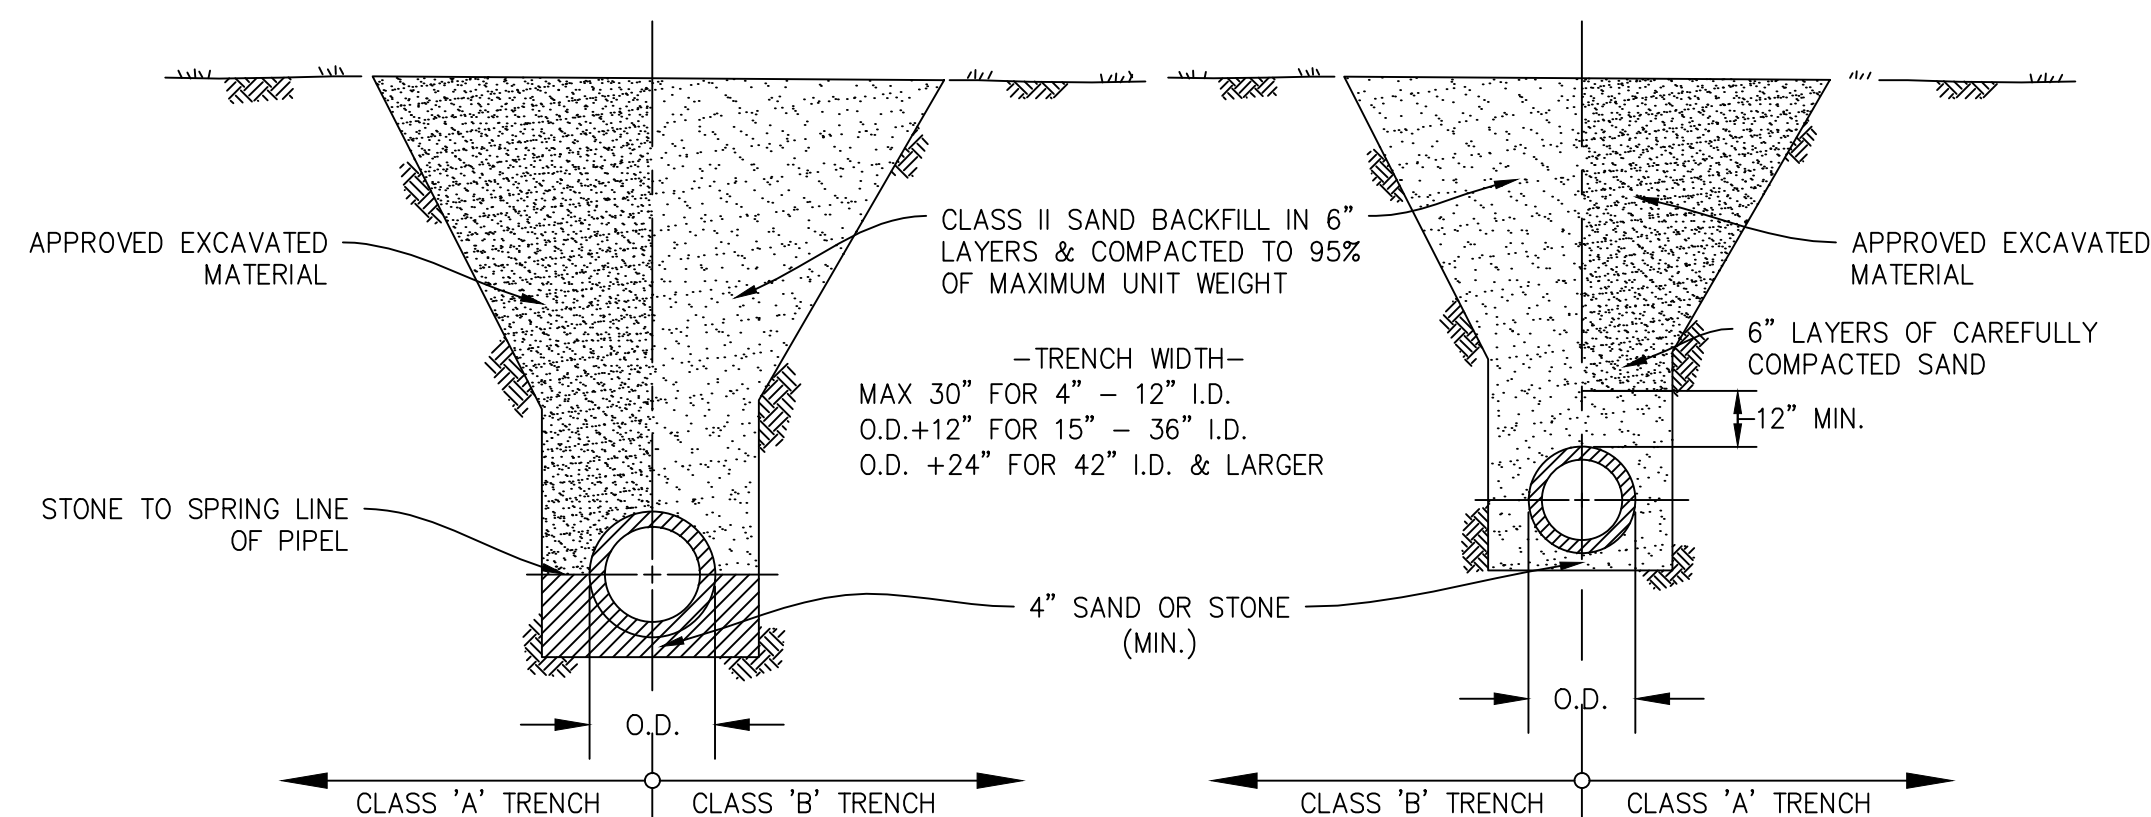 APPROVED EXCAVATED
MATERIAL
CLASS II SAND BACKFILL IN 6"
LAYERS & COMPACTED TO 95%
OF MAXIMUM UNIT WEIGHT
APPROVED EXCAVATED
MATERIAL
6" LAYERS OF CAREFULLY
COMPACTED SAND
-TRENCH WIDTH-
MAX 30" FOR 4" - 12" I.D.
O.D.+12" FOR 15" - 36" I.D.
O.D. +24" FOR 42" I.D. & LARGER
12" MIN.
STONE TO SPRING LINE
OF PIPEL
4" SAND OR STONE
(MIN.)
O.D.
O.D.
CLASS 'A' TRENCH
CLASS 'B' TRENCH
CLASS 'B' TRENCH
CLASS 'A' TRENCH